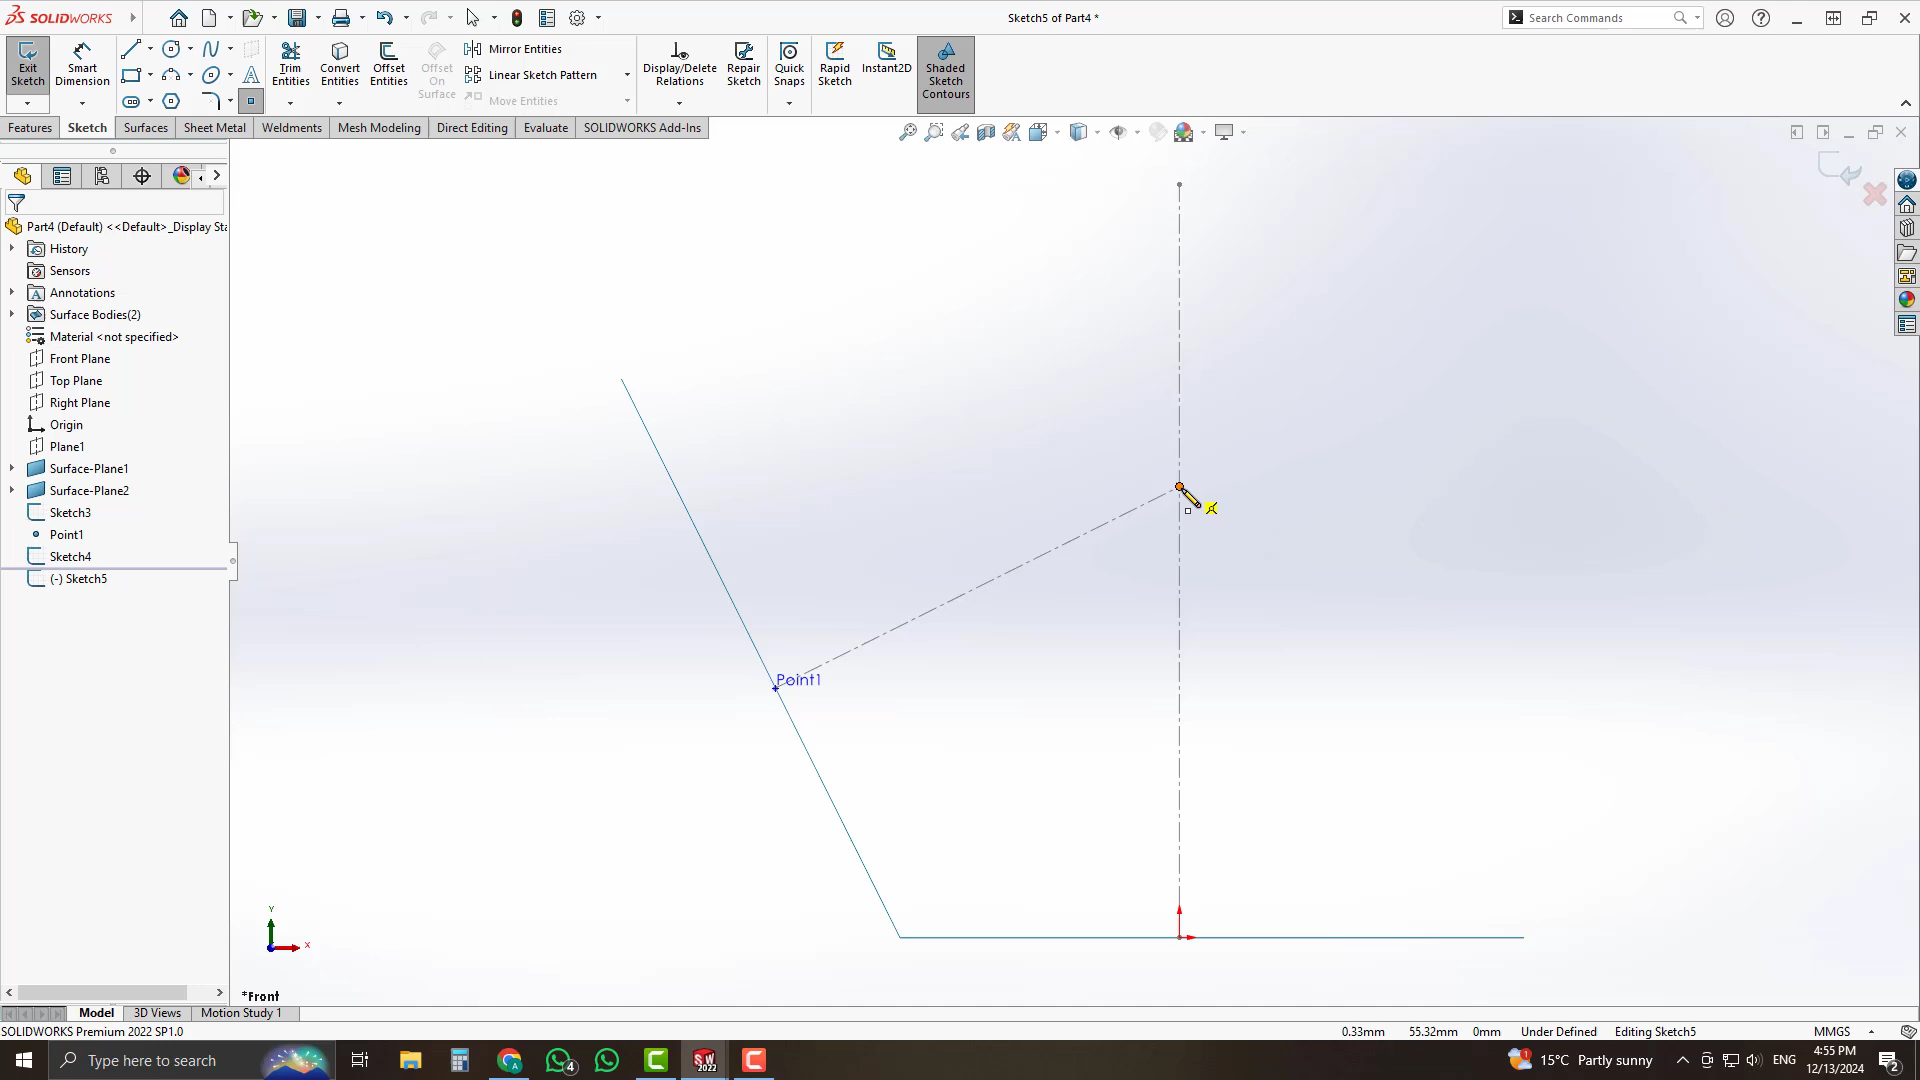 SOLIDWORKS
Sketch5 of Part4 *
Search Commands
Exit
Sketch
Smart
Dimension
Trim
Entities
Convert
Entities
Offset
Entities
Offset
On
Surface
Mirror Entities
Linear Sketch Pattern
Move Entities
Display/Delete
Relations
Repair
Sketch
Quick
Snaps
Rapid
Sketch
Instant2D
Shaded
Sketch
Contours
Features
Sketch
Surfaces
Sheet Metal
Weldments
Mesh Modeling
Direct Editing
Evaluate
SOLIDWORKS Add-Ins
Part4 (Default) <<Default>_Display Sta
History
Sensors
Annotations
Surface Bodies(2)
Material <not specified>
Front Plane
Top Plane
Right Plane
Origin
Plane1
Surface-Plane1
Surface-Plane2
Sketch3
Point1
Sketch4
(-) Sketch5
Point1
Y
X
*Front
Model
3D Views
Motion Study 1
SOLIDWORKS Premium 2022 SP1.0
0.33mm
55.32mm
0mm
Under Defined
Editing Sketch5
MMGS
Type here to search
4
SW
2022
15°C Partly sunny
ENG
4:55 PM
12/13/2024
2